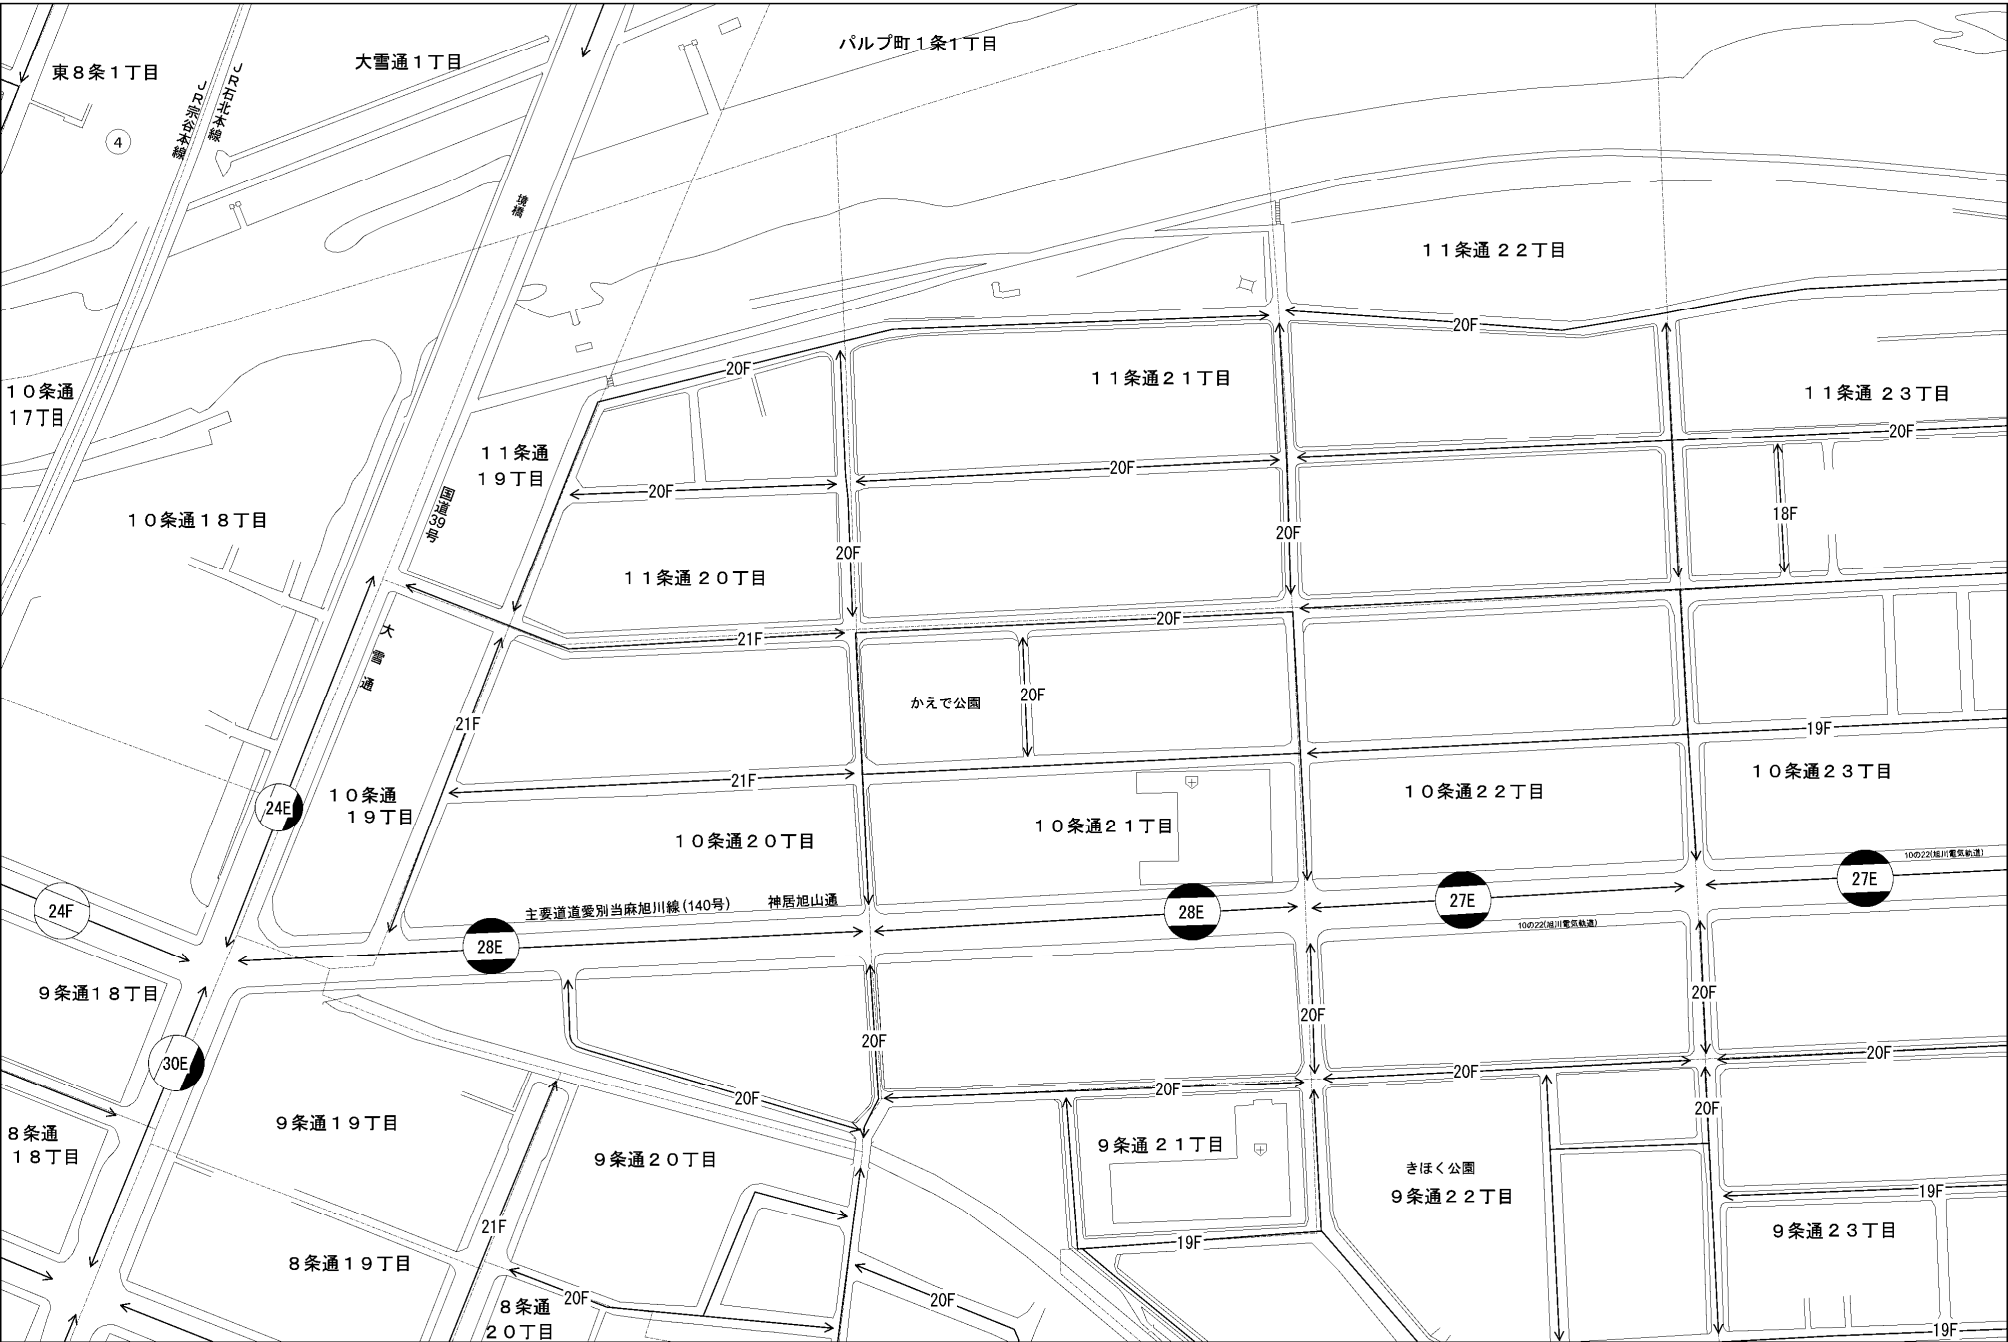 東８条１丁目
大雪通１丁目
パルプ町１条１丁目
ＪＲ石北本線
ＪＲ宗谷本線
4
境橋
１１条通２２丁目
20F
20F
１０条通
１７丁目
１１条通２１丁目
１１条通２３丁目
20F
１１条通
１９丁目
20F
20F
国道39号
18F
１０条通１８丁目
20F
20F
１１条通２０丁目
20F
21F
大雪通
かえで公園
20F
21F
19F
21F
１０条通２３丁目
１０条通
１９丁目
24E
１０条通２２丁目
１０条通２１丁目
１０条通２０丁目
10の22(旭川電気軌道)
27E
24F
主要道道愛別当麻旭川線(140号)
神居旭山通
28E
27E
10の22(旭川電気軌道)
28E
９条通１８丁目
20F
20F
20F
30E
20F
20F
20F
20F
20F
９条通１９丁目
８条通
１８丁目
９条通２１丁目
９条通２０丁目
きほく公園
９条通２２丁目
19F
21F
19F
９条通２３丁目
８条通１９丁目
20F
８条通
２０丁目
20F
19F